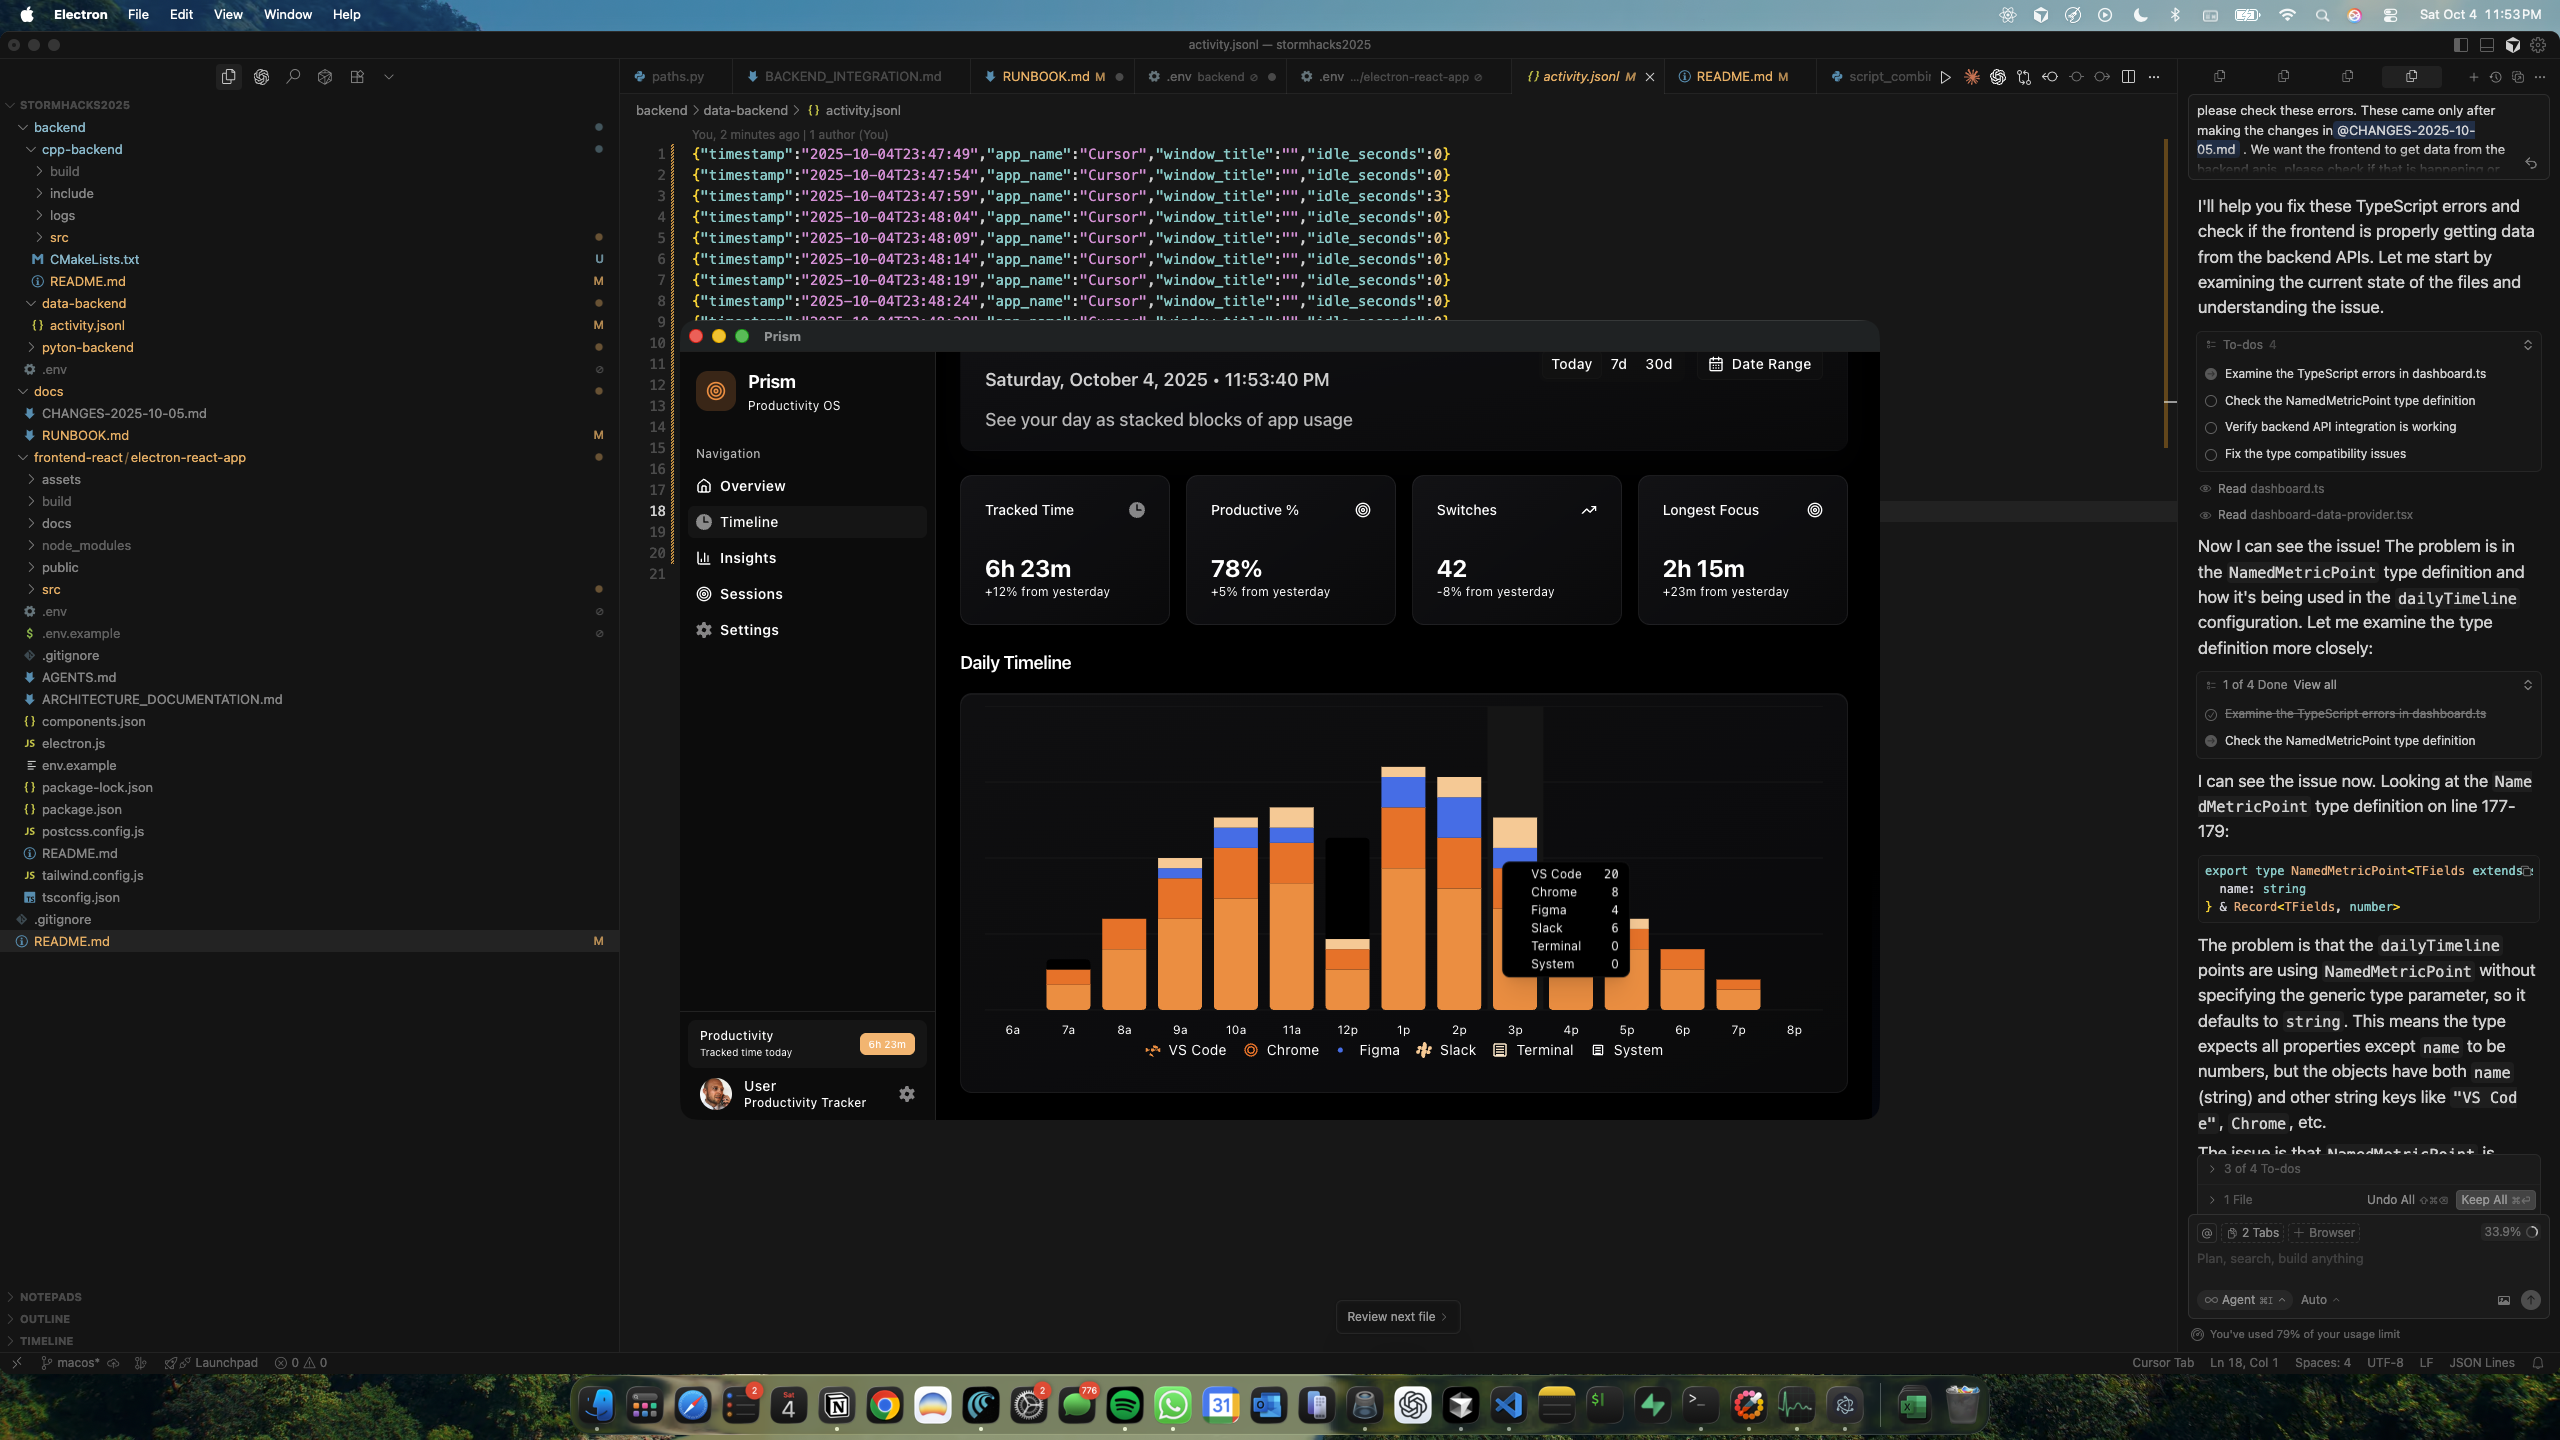 Electron File Edit View Window Help
Sat Oct 4 11:53 PM
activity.jsonl — stormhacks2025
paths.py
BACKEND_INTEGRATION.md
RUNBOOK.md M
.env backend
.env .../electron-react-app
{} activity.jsonl M
README.md M
script_combin
STORMHACKS2025
backend
cpp-backend
build
include
logs
src
CMakeLists.txt U
README.md M
data-backend
{} activity.jsonl M
pyton-backend
.env
docs
CHANGES-2025-10-05.md
RUNBOOK.md M
frontend-react/electron-react-app
assets
build
docs
node_modules
public
src
.env
$ .env.example
.gitignore
AGENTS.md
ARCHITECTURE_DOCUMENTATION.md
{} components.json
JS electron.js
env.example
{} package-lock.json
{} package.json
JS postcss.config.js
README.md
JS tailwind.config.js
TS tsconfig.json
.gitignore
README.md M
NOTEPADS
OUTLINE
TIMELINE
backend > data-backend > {} activity.jsonl
You, 2 minutes ago | 1 author (You)
1 {"timestamp":"2025-10-04T23:47:49","app_name":"Cursor","window_title":"","idle_seconds":0}
2 {"timestamp":"2025-10-04T23:47:54","app_name":"Cursor","window_title":"","idle_seconds":0}
3 {"timestamp":"2025-10-04T23:47:59","app_name":"Cursor","window_title":"","idle_seconds":3}
4 {"timestamp":"2025-10-04T23:48:04","app_name":"Cursor","window_title":"","idle_seconds":0}
5 {"timestamp":"2025-10-04T23:48:09","app_name":"Cursor","window_title":"","idle_seconds":0}
6 {"timestamp":"2025-10-04T23:48:14","app_name":"Cursor","window_title":"","idle_seconds":0}
7 {"timestamp":"2025-10-04T23:48:19","app_name":"Cursor","window_title":"","idle_seconds":0}
8 {"timestamp":"2025-10-04T23:48:24","app_name":"Cursor","window_title":"","idle_seconds":0}
9
10
11
12
13
14
15
16
17
18
19
20
21
Prism
Prism
Productivity OS
Navigation
Overview
Timeline
Insights
Sessions
Settings
Productivity
Tracked time today
6h 23m
User
Productivity Tracker
Saturday, October 4, 2025 • 11:53:40 PM
See your day as stacked blocks of app usage
Today 7d 30d Date Range
Tracked Time
6h 23m
+12% from yesterday
Productive %
78%
+5% from yesterday
Switches
42
-8% from yesterday
Longest Focus
2h 15m
+23m from yesterday
Daily Timeline
VS Code 20
Chrome 8
Figma 4
Slack 6
Terminal 0
System 0
6a 7a 8a 9a 10a 11a 12p 1p 2p 3p 4p 5p 6p 7p 8p
VS Code Chrome Figma Slack Terminal System
Review next file >
please check these errors. These came only after
making the changes in @CHANGES-2025-10-
05.md . We want the frontend to get data from the
backend apis, please check if that is happening or
I'll help you fix these TypeScript errors and
check if the frontend is properly getting data
from the backend APIs. Let me start by
examining the current state of the files and
understanding the issue.
To-dos 4
Examine the TypeScript errors in dashboard.ts
Check the NamedMetricPoint type definition
Verify backend API integration is working
Fix the type compatibility issues
Read dashboard.ts
Read dashboard-data-provider.tsx
Now I can see the issue! The problem is in
the NamedMetricPoint type definition and
how it's being used in the dailyTimeline
configuration. Let me examine the type
definition more closely:
1 of 4 Done View all
Examine the TypeScript errors in dashboard.ts
Check the NamedMetricPoint type definition
I can see the issue now. Looking at the Name
dMetricPoint type definition on line 177-
179:
export type NamedMetricPoint<TFields extends
name: string
} & Record<TFields, number>
The problem is that the dailyTimeline
points are using NamedMetricPoint without
specifying the generic type parameter, so it
defaults to string. This means the type
expects all properties except name to be
numbers, but the objects have both name
(string) and other string keys like "VS Cod
e", Chrome, etc.
The issue is that NamedMetricPoint is
3 of 4 To-dos
1 File Undo All Keep All
@ 2 Tabs + Browser 33.9%
Plan, search, build anything
Agent ⌘I Auto
You've used 79% of your usage limit
macos* Launchpad 0 0
Cursor Tab Ln 18, Col 1 Spaces: 4 UTF-8 LF JSON Lines
2
Sat
4
2
776
31